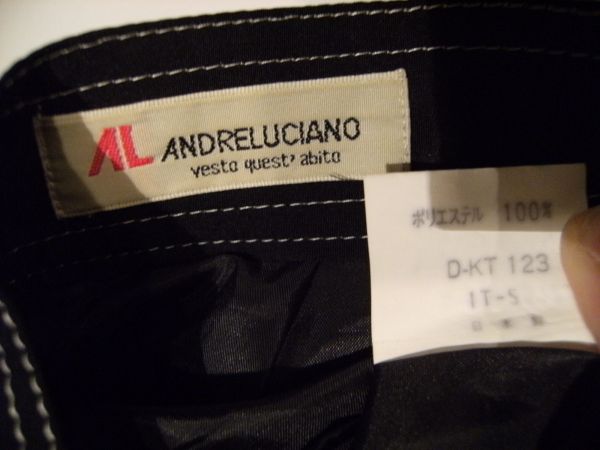 AL ANDRELUCIANO
vesto quest' abito
ポリエステル 100%
D-KT 123
IT-S
日本製